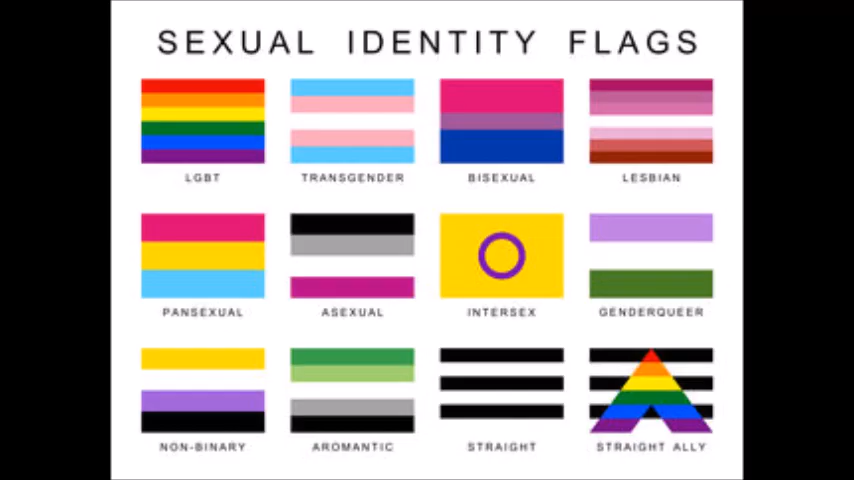 SEXUAL IDENTITY FLAGS
LGBT TRANSGENDER BISEXUAL LESBIAN
PANSEXUAL ASEXUAL INTERSEX GENDERQUEER
NON-BINARY AROMANTIC STRAIGHT STRAIGHT ALLY